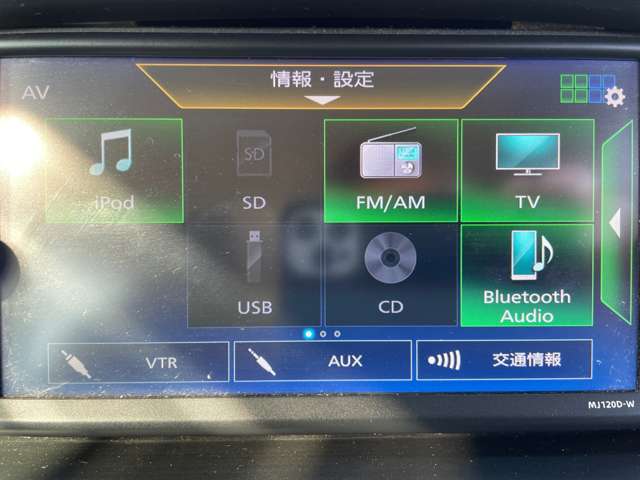 情報・設定
AV
iPod
SD
SD
FM/AM
TV
USB
CD
Bluetooth
Audio
VTR
AUX
交通情報
MJ120D-W